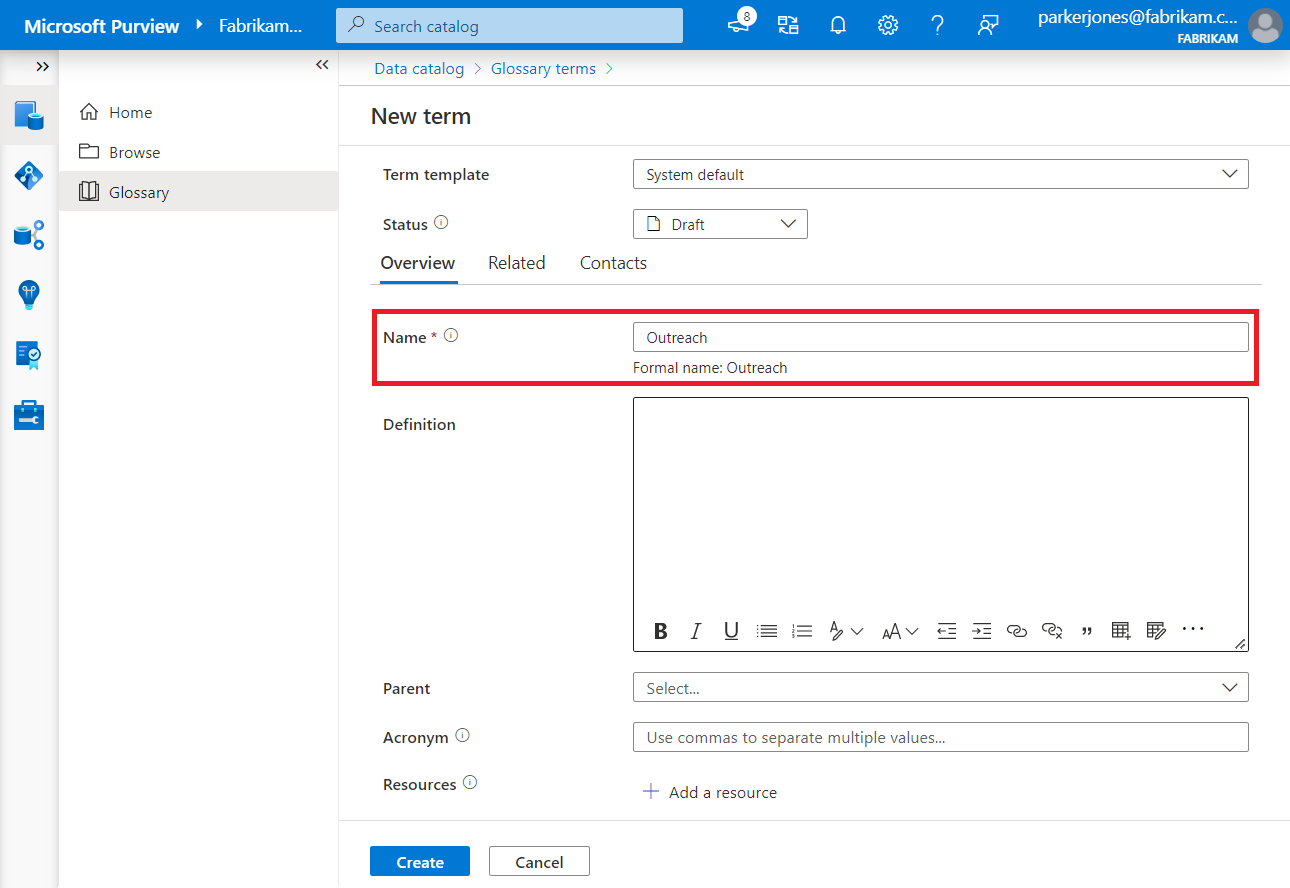 Microsoft Purview Fabrikam... Search catalog 8 parkerjones@fabrikam.c...
FABRIKAM
Data catalog > Glossary terms >
Home
Browse
Glossary
New term
Term template System default
Status Draft
Overview Related Contacts
Name * Outreach
Formal name: Outreach
Definition
B I U AA ...
Parent Select...
Acronym Use commas to separate multiple values...
Resources + Add a resource
Create Cancel